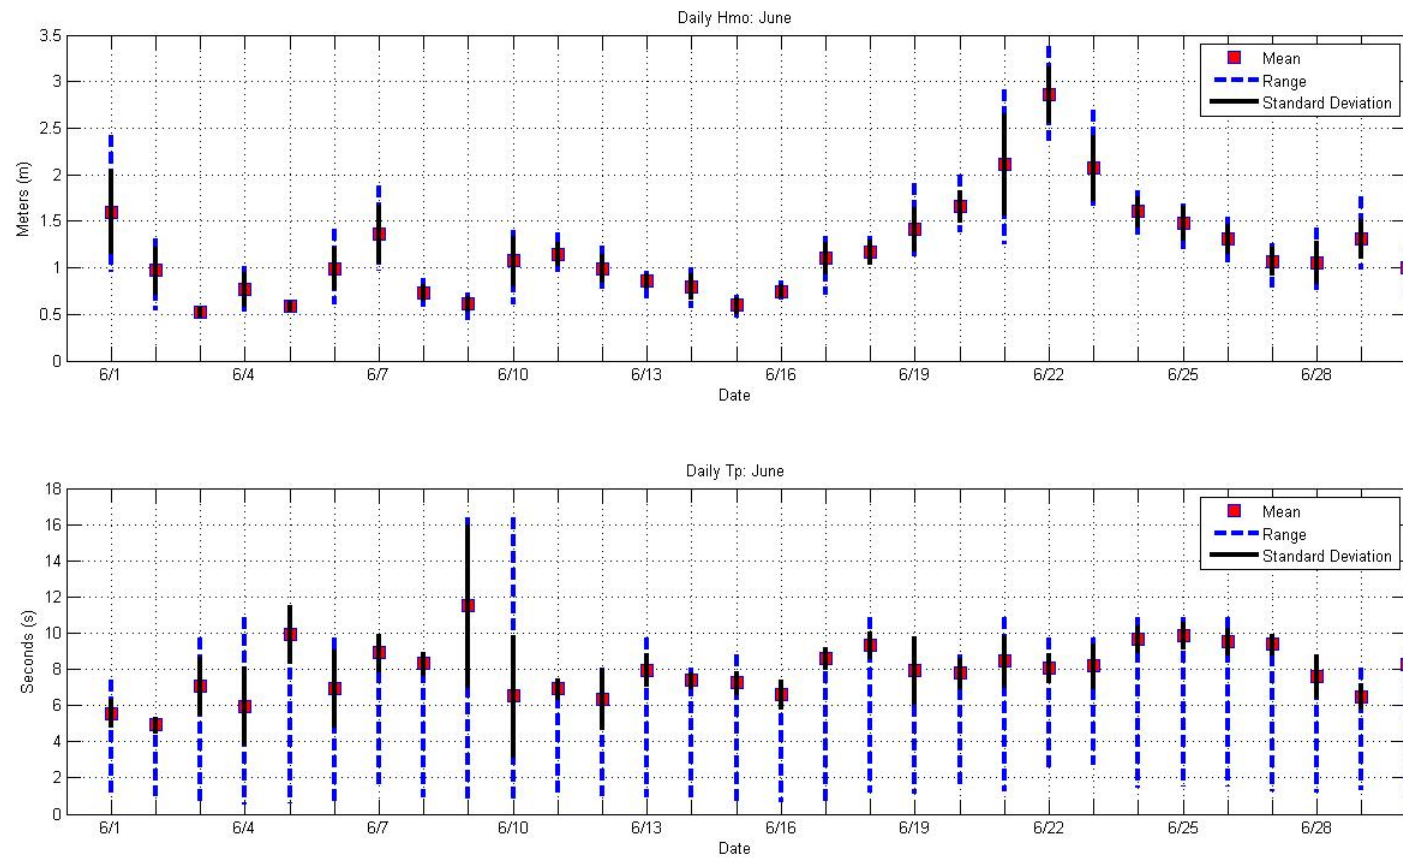 Daily Hmo: June
3.5
3
2.5
2
1.5
1
0.5
0
Meters (m)
Mean
Range
Standard Deviation
6/1 6/4 6/7 6/10 6/13 6/16 6/19 6/22 6/25 6/28
Date
Daily Tp: June
18
16
14
12
10
8
6
4
2
0
Seconds (s)
Mean
Range
Standard Deviation
6/1 6/4 6/7 6/10 6/13 6/16 6/19 6/22 6/25 6/28
Date